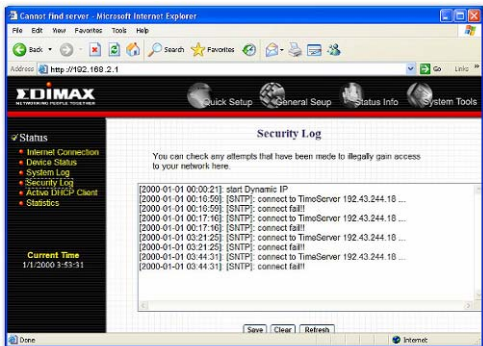 Cannot find server - Microsoft Internet Explorer
File Edit View Favorites Tools Help
Back Search Favorites
Address http://192.168.2.1 Go Links
EDIMAX
NETWORKING PEOPLE TOGETHER
Quick Setup General Seup Status Info System Tools
Status
Internet Connection
Device Status
System Log
Security Log
Active DHCP Client
Statistics
Current Time
1/1/2000 3:53:31
Security Log
You can check any attempts that have been made to illegally gain access
to your network here.
[2000-01-01 00:00:21]: start Dynamic IP
[2000-01-01 00:16:59]: [SNTP]: connect to TimeServer 192.43.244.18 ...
[2000-01-01 00:16:59]: [SNTP]: connect fail!!
[2000-01-01 00:17:16]: [SNTP]: connect to TimeServer 192.43.244.18 ...
[2000-01-01 00:17:16]: [SNTP]: connect fail!!
[2000-01-01 03:21:25]: [SNTP]: connect to TimeServer 192.43.244.18 ...
[2000-01-01 03:21:25]: [SNTP]: connect fail!!
[2000-01-01 03:44:31]: [SNTP]: connect to TimeServer 192.43.244.18 ...
[2000-01-01 03:44:31]: [SNTP]: connect fail!!
Save Clear Refresh
Done Internet